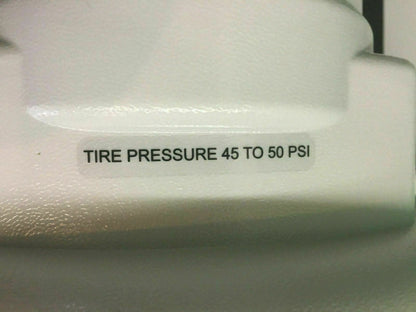 TIRE PRESSURE 45 TO 50 PSI